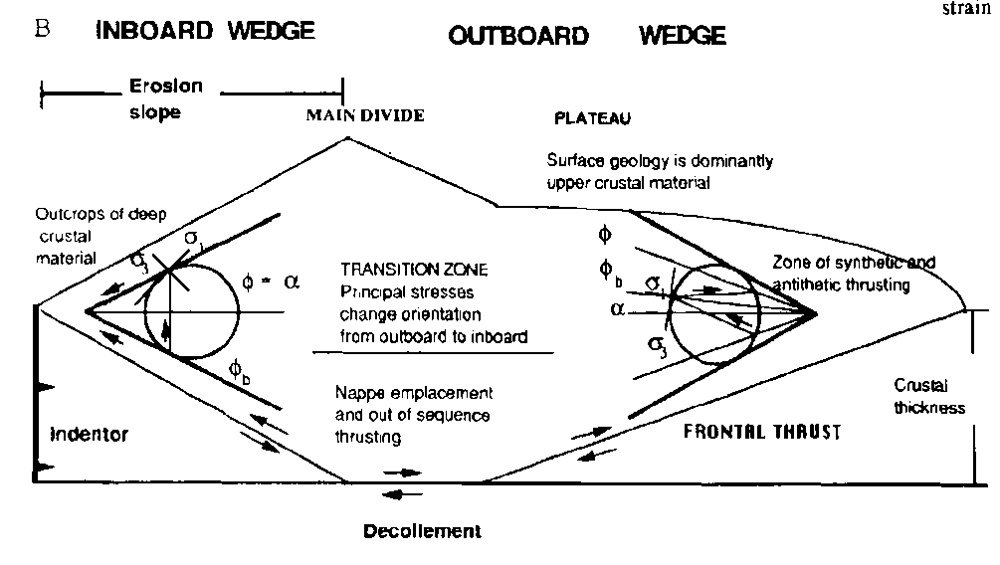 strain
B INBOARD WEDGE OUTBOARD WEDGE
Erosion
slope
MAIN DIVIDE
PLATEAU
Surface geology is dominantly
upper crustal material
Outcrops of deep
crustal
material
σ₁
σ₃
ϕ = α
ϕb
TRANSITION ZONE
Principal stresses
change orientation
from outboard to inboard
ϕ
ϕb
α
σ₁
σ₃
Zone of synthetic and
antithetic thrusting
Nappe emplacement
and out of sequence
thrusting
Crustal
thickness
Indentor
FRONTAL THRUST
Decollement